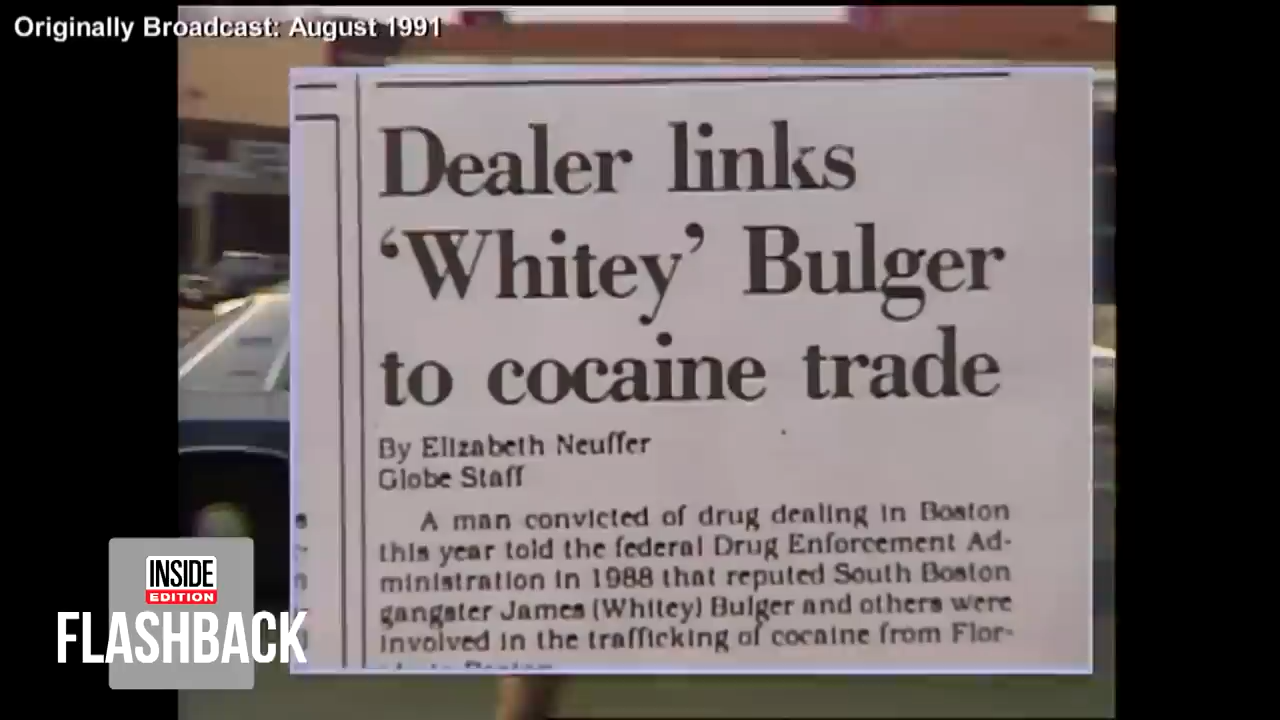 Originally Broadcast: August 1991
Dealer links
‘Whitey’ Bulger
to cocaine trade
By Elizabeth Neuffer
Globe Staff
A man convicted of drug dealing in Boston
this year told the federal Drug Enforcement Ad-
ministration in 1988 that reputed South Boston
gangster James (Whitey) Bulger and others were
involved in the trafficking of cocaine from Flor-
INSIDE
EDITION
FLASHBACK